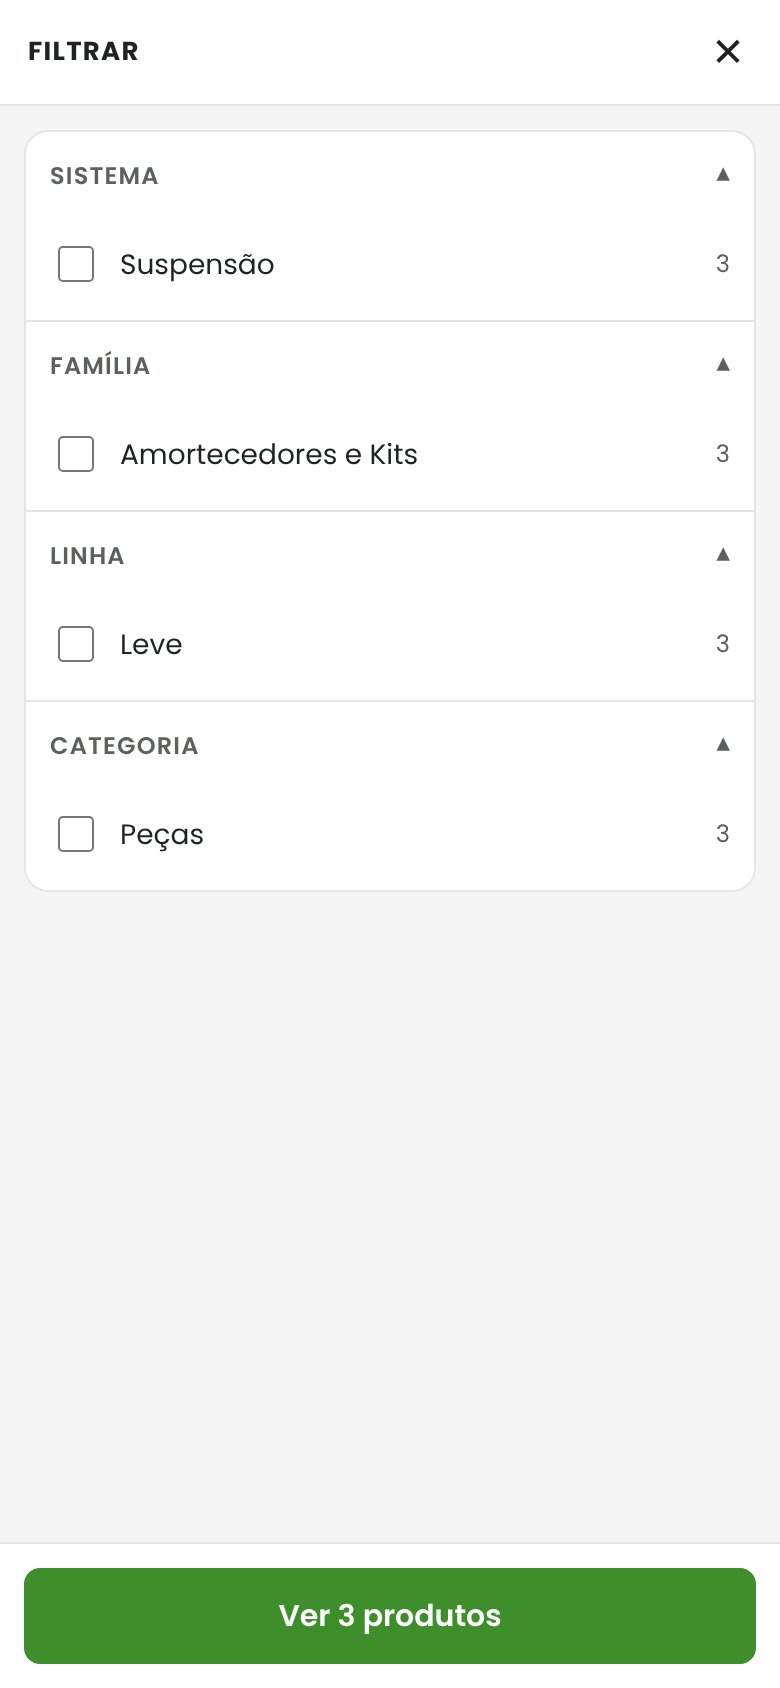 FILTRAR
SISTEMA
Suspensão 3
FAMÍLIA
Amortecedores e Kits 3
LINHA
Leve 3
CATEGORIA
Peças 3
Ver 3 produtos